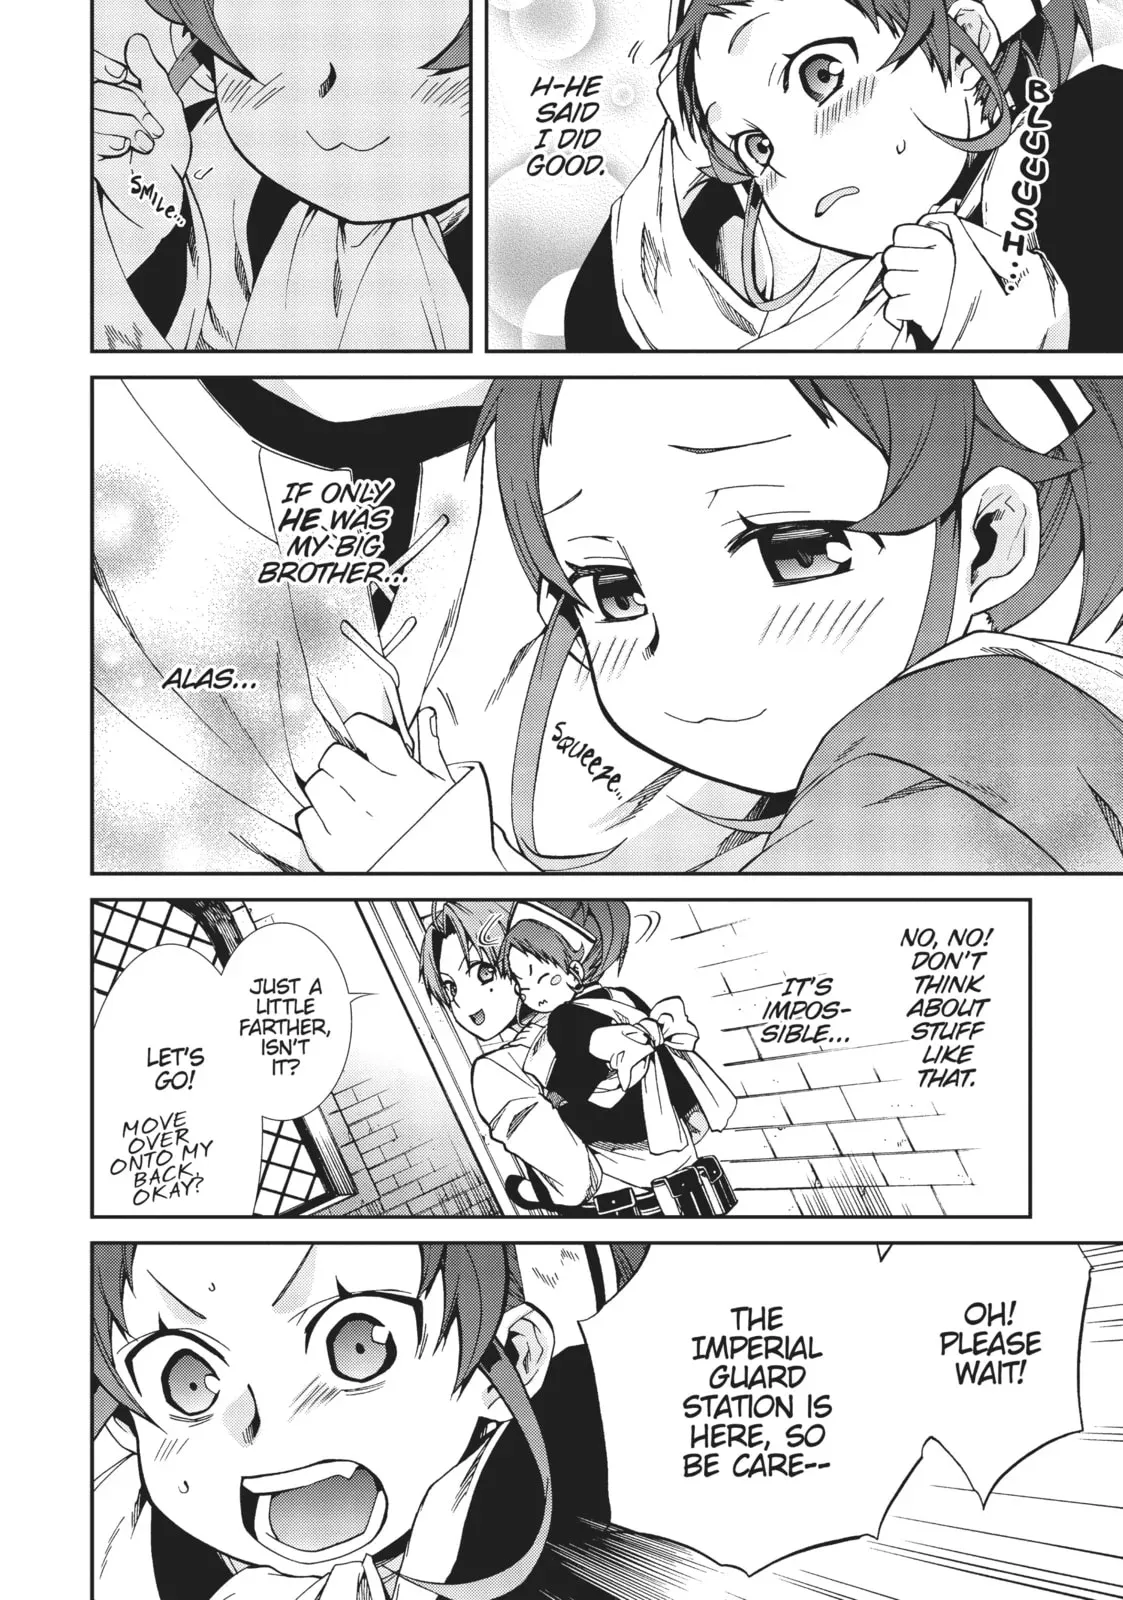 H-HE
SAID
I DID
GOOD.
BLUUUSH...
SMILE...
IF ONLY
HE WAS
MY BIG
BROTHER...
ALAS...
SQUEEZE...
NO, NO!
DON'T
THINK
ABOUT
STUFF
LIKE
THAT.
IT'S
IMPOS-
SIBLE...
JUST A
LITTLE
FARTHER,
ISN'T
IT?
LET'S
GO!
MOVE
OVER
ONTO MY
BACK,
OKAY?
OH!
PLEASE
WAIT!
THE
IMPERIAL
GUARD
STATION IS
HERE, SO
BE CARE--